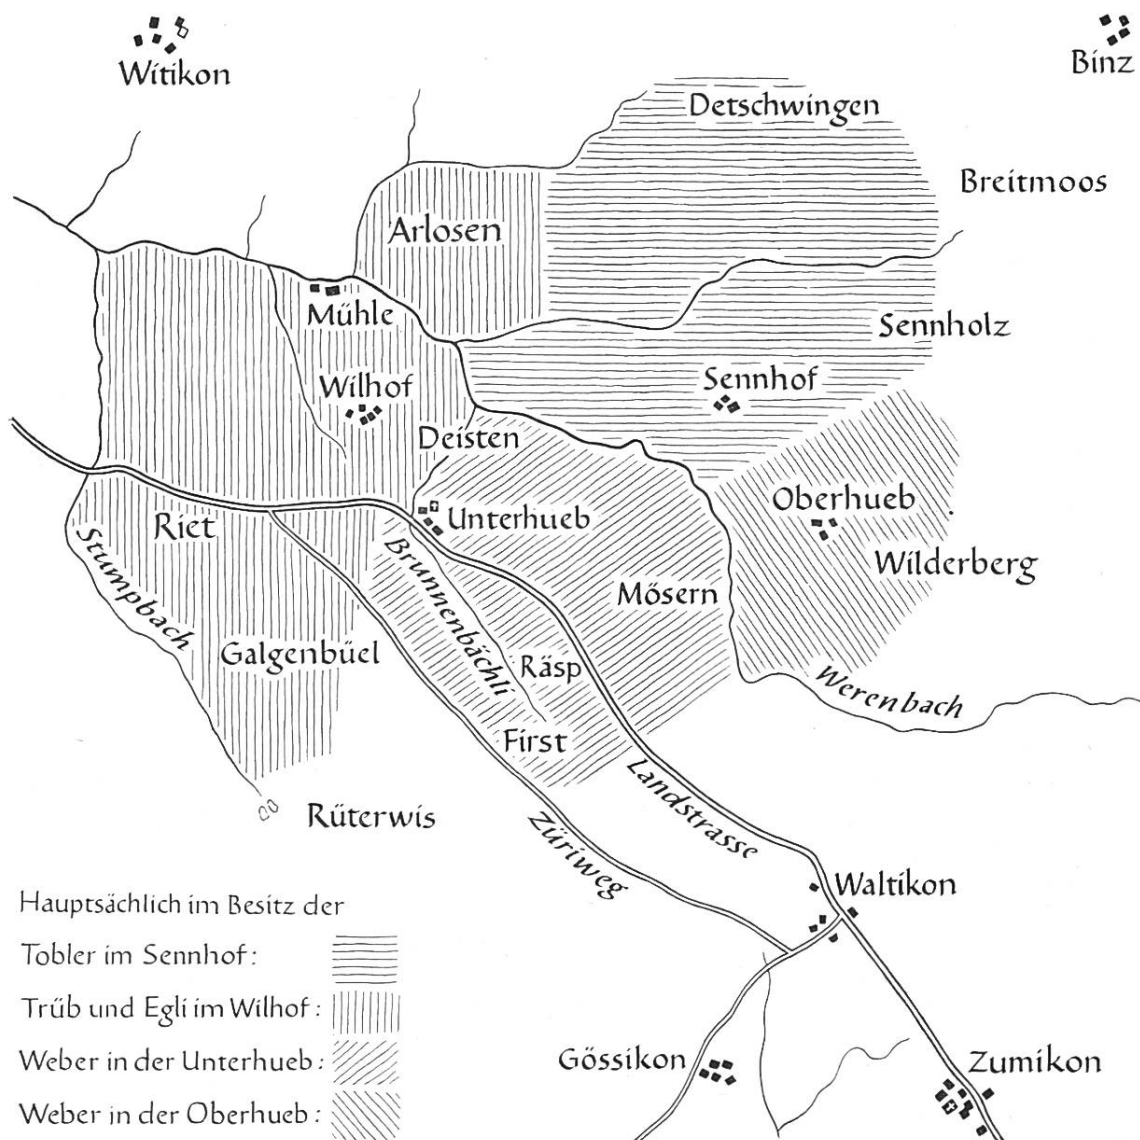 Witikon
Binz
Detschwingen
Breitmoos
Arlosen
Mühle
Sennholz
Wilhof
Sennhof
Deisten
Oberhueb
Unterhueb
Riet
Wilderberg
Stumpbach
Brunnenbächli
Mösern
Galgenbüel
Räsp
Werenbach
First
Landstrasse
Rüterwis
Züriweg
Waltikon
Hauptsächlich im Besitz der
Tobler im Sennhof:
Trüb und Egli im Wilhof:
Weber in der Unterhueb:
Weber in der Oberhueb:
Gössikon
Zumikon